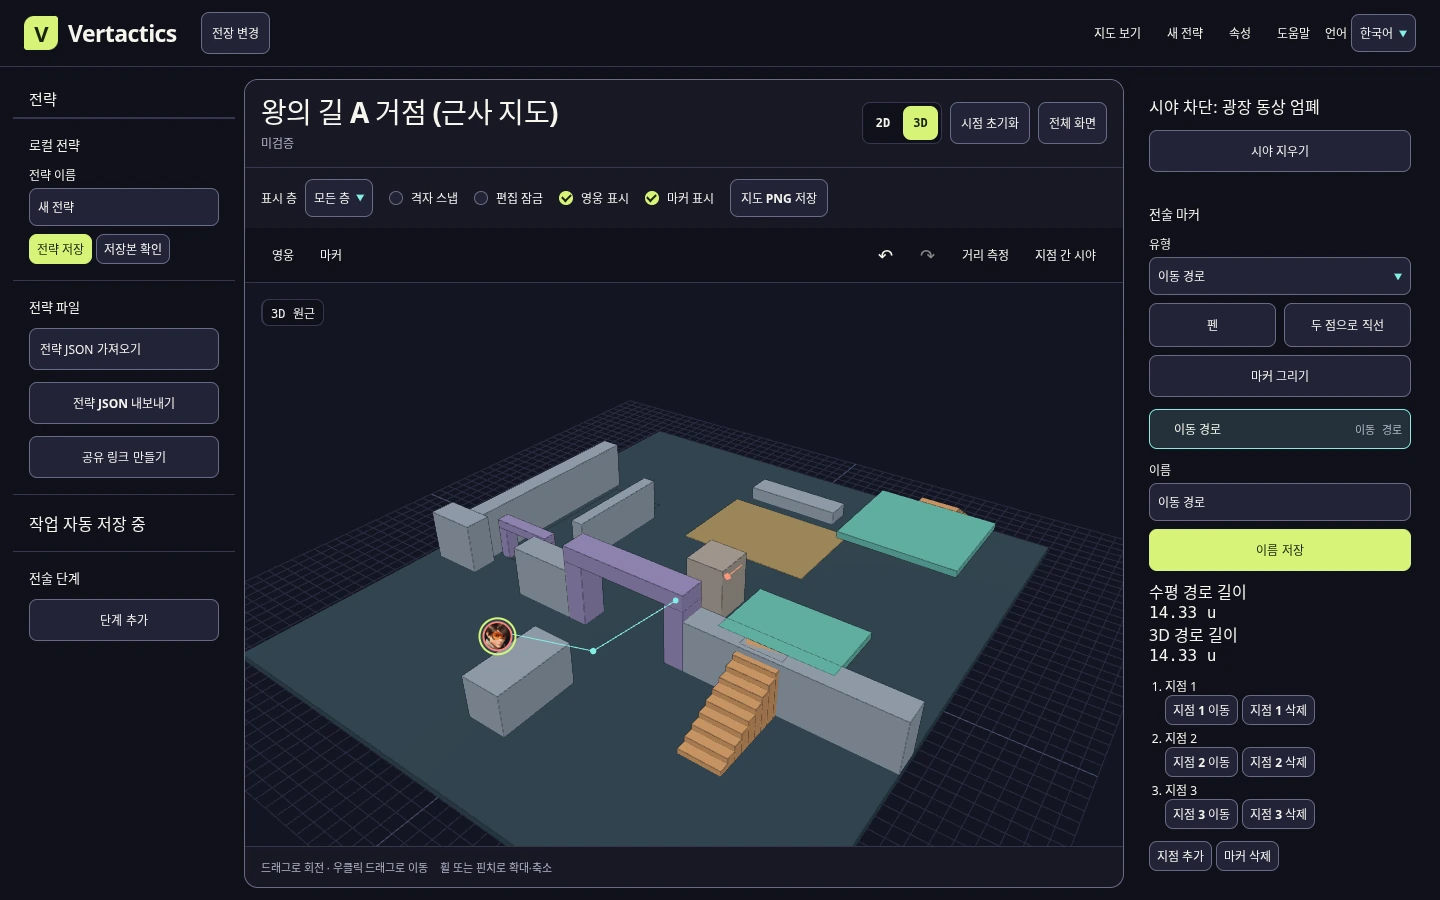 V Vertactics
전장 변경
지도 보기
새 전략
속성
도움말
언어
한국어
전략
로컬 전략
전략 이름
새 전략
전략 저장
저장본 확인
전략 파일
전략 JSON 가져오기
전략 JSON 내보내기
공유 링크 만들기
작업 자동 저장 중
전술 단계
단계 추가
왕의 길 A 거점 (근사 지도)
미검증
2D
3D
시점 초기화
전체 화면
표시 층
모든 층
격자 스냅
편집 잠금
영웅 표시
마커 표시
지도 PNG 저장
영웅
마커
거리 측정
지점 간 시야
3D 원근
드래그로 회전 · 우클릭 드래그로 이동
휠 또는 핀치로 확대·축소
시야 차단: 광장 동상 엄폐
시야 지우기
전술 마커
유형
이동 경로
펜
두 점으로 직선
마커 그리기
이동 경로
이동 경로
이름
이동 경로
이름 저장
수평 경로 길이
14.33 u
3D 경로 길이
14.33 u
1. 지점 1
지점 1 이동
지점 1 삭제
2. 지점 2
지점 2 이동
지점 2 삭제
3. 지점 3
지점 3 이동
지점 3 삭제
지점 추가
마커 삭제